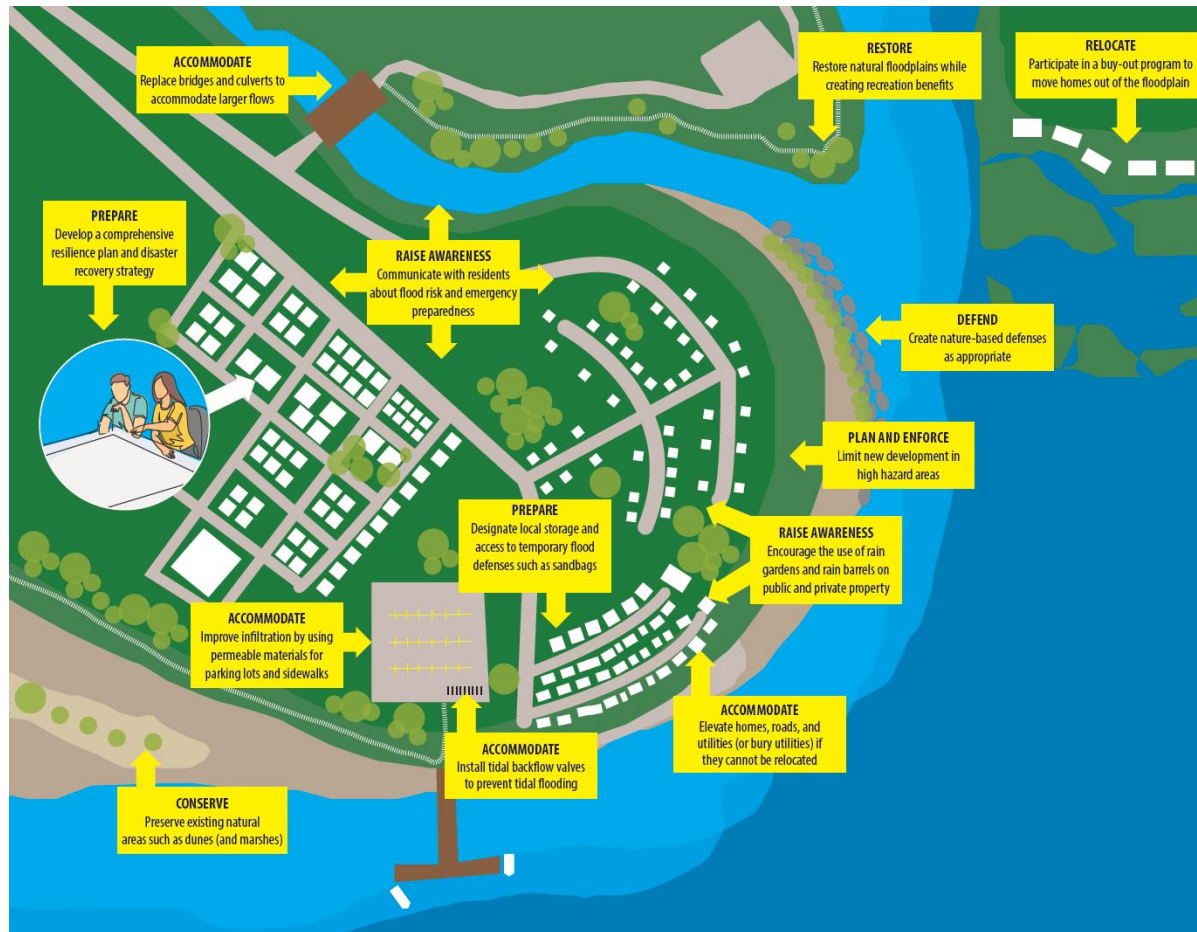 ACCOMMODATE
Replace bridges and culverts to
accommodate larger flows
RESTORE
Restore natural floodplains while
creating recreation benefits
RELOCATE
Participate in a buy-out program to
move homes out of the floodplain
PREPARE
Develop a comprehensive
resilience plan and disaster
recovery strategy
RAISE AWARENESS
Communicate with residents
about flood risk and emergency
preparedness
DEFEND
Create nature-based defenses
as appropriate
PLAN AND ENFORCE
Limit new development in
high hazard areas
PREPARE
Designate local storage and
access to temporary flood
defenses such as sandbags
RAISE AWARENESS
Encourage the use of rain
gardens and rain barrels on
public and private property
ACCOMMODATE
Improve infiltration by using
permeable materials for
parking lots and sidewalks
ACCOMMODATE
Elevate homes, roads, and
utilities (or bury utilities) if
they cannot be relocated
ACCOMMODATE
Install tidal backflow valves
to prevent tidal flooding
CONSERVE
Preserve existing natural
areas such as dunes (and marshes)